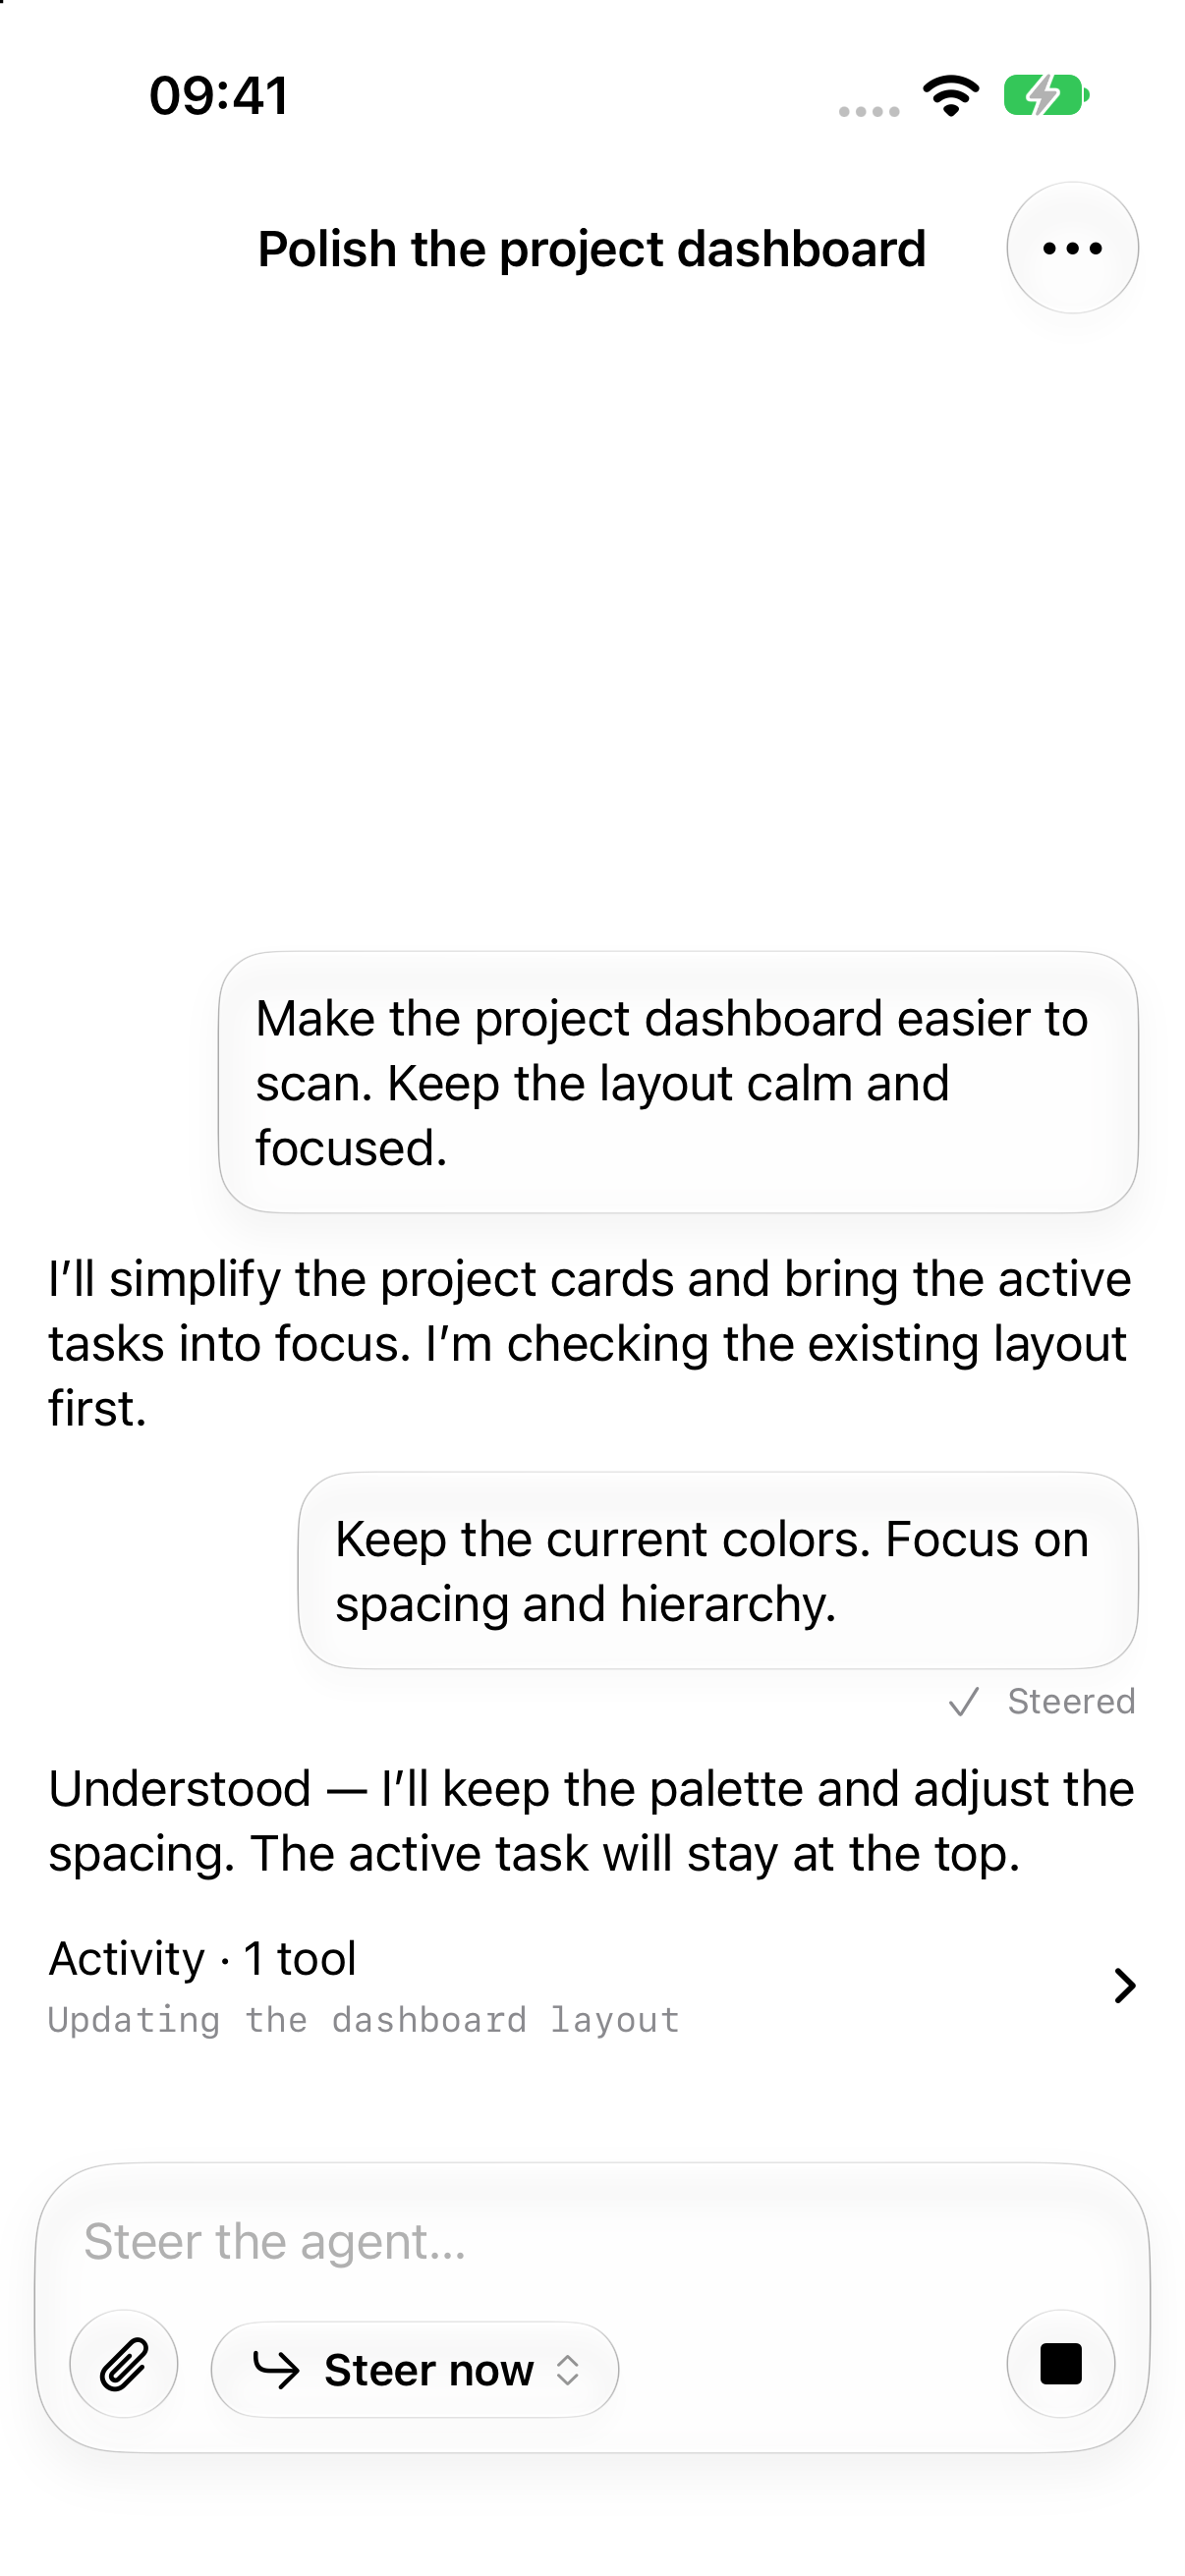 09:41
Polish the project dashboard
Make the project dashboard easier to
scan. Keep the layout calm and
focused.
I’ll simplify the project cards and bring the active
tasks into focus. I’m checking the existing layout
first.
Keep the current colors. Focus on
spacing and hierarchy.
✓ Steered
Understood — I’ll keep the palette and adjust the
spacing. The active task will stay at the top.
Activity · 1 tool
Updating the dashboard layout
Steer the agent...
Steer now